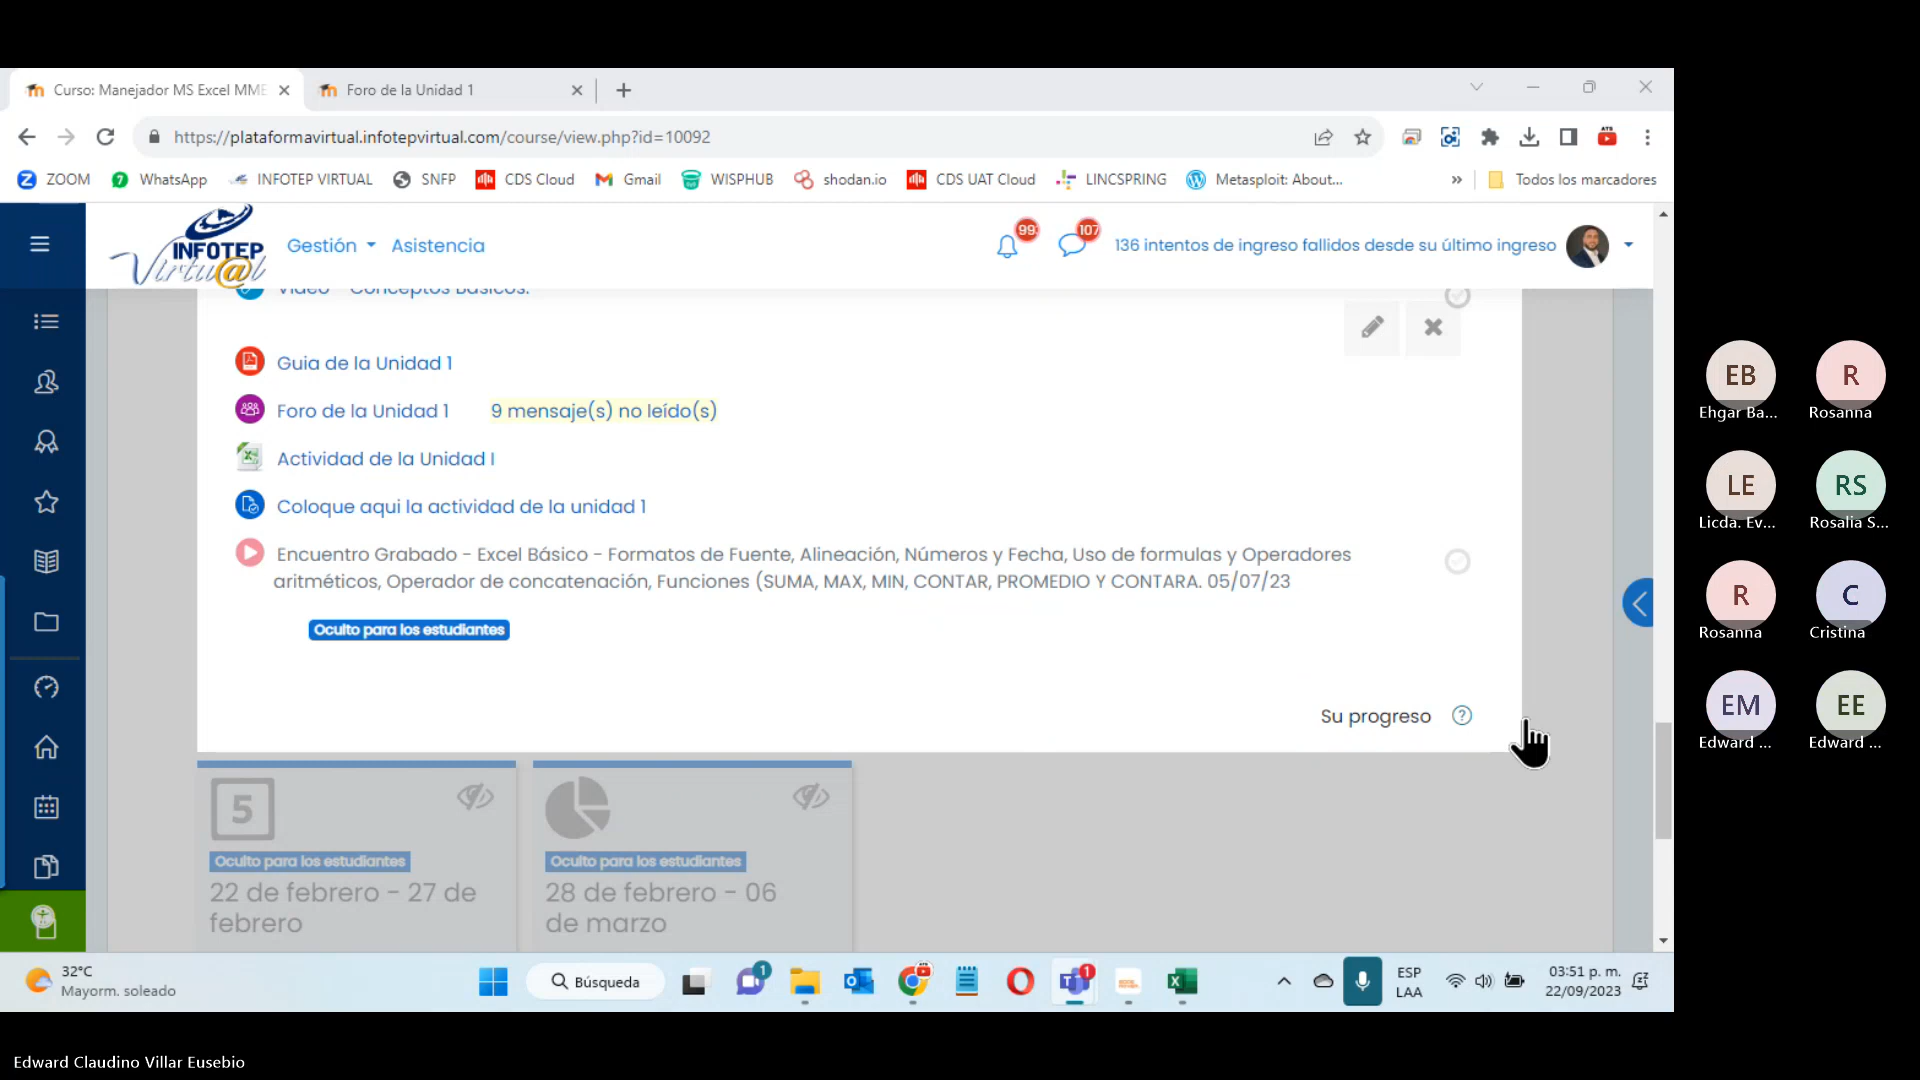 Curso: Manejador MS Excel MME
Foro de la Unidad 1
https://plataformavirtual.infotepvirtual.com/course/view.php?id=10092
ATS
ZOOM
WhatsApp
INFOTEP VIRTUAL
SNFP
CDS Cloud
Gmail
WISPHUB
shodan.io
CDS UAT Cloud
LINCSPRING
Metasploit: About...
»
Todos los marcadores
INFOTEP
Virtu@l
Gestión
Asistencia
99
107
136 intentos de ingreso fallidos desde su último ingreso
Video - Conceptos Básicos.
Guia de la Unidad 1
Foro de la Unidad 1 9 mensaje(s) no leído(s)
Actividad de la Unidad I
Coloque aqui la actividad de la unidad 1
Encuentro Grabado - Excel Básico - Formatos de Fuente, Alineación, Números y Fecha, Uso de formulas y Operadores
aritméticos, Operador de concatenación, Funciones (SUMA, MAX, MIN, CONTAR, PROMEDIO Y CONTARA. 05/07/23
Oculto para los estudiantes
Su progreso
5
Oculto para los estudiantes
22 de febrero - 27 de
febrero
Oculto para los estudiantes
28 de febrero - 06
de marzo
EB
Ehgar Ba...
R
Rosanna
LE
Licda. Ev...
RS
Rosalia S...
R
Rosanna
C
Cristina
EM
Edward ...
EE
Edward ...
32°C
Mayorm. soleado
Búsqueda
1
1
ESP
LAA
03:51 p. m.
22/09/2023
Edward Claudino Villar Eusebio